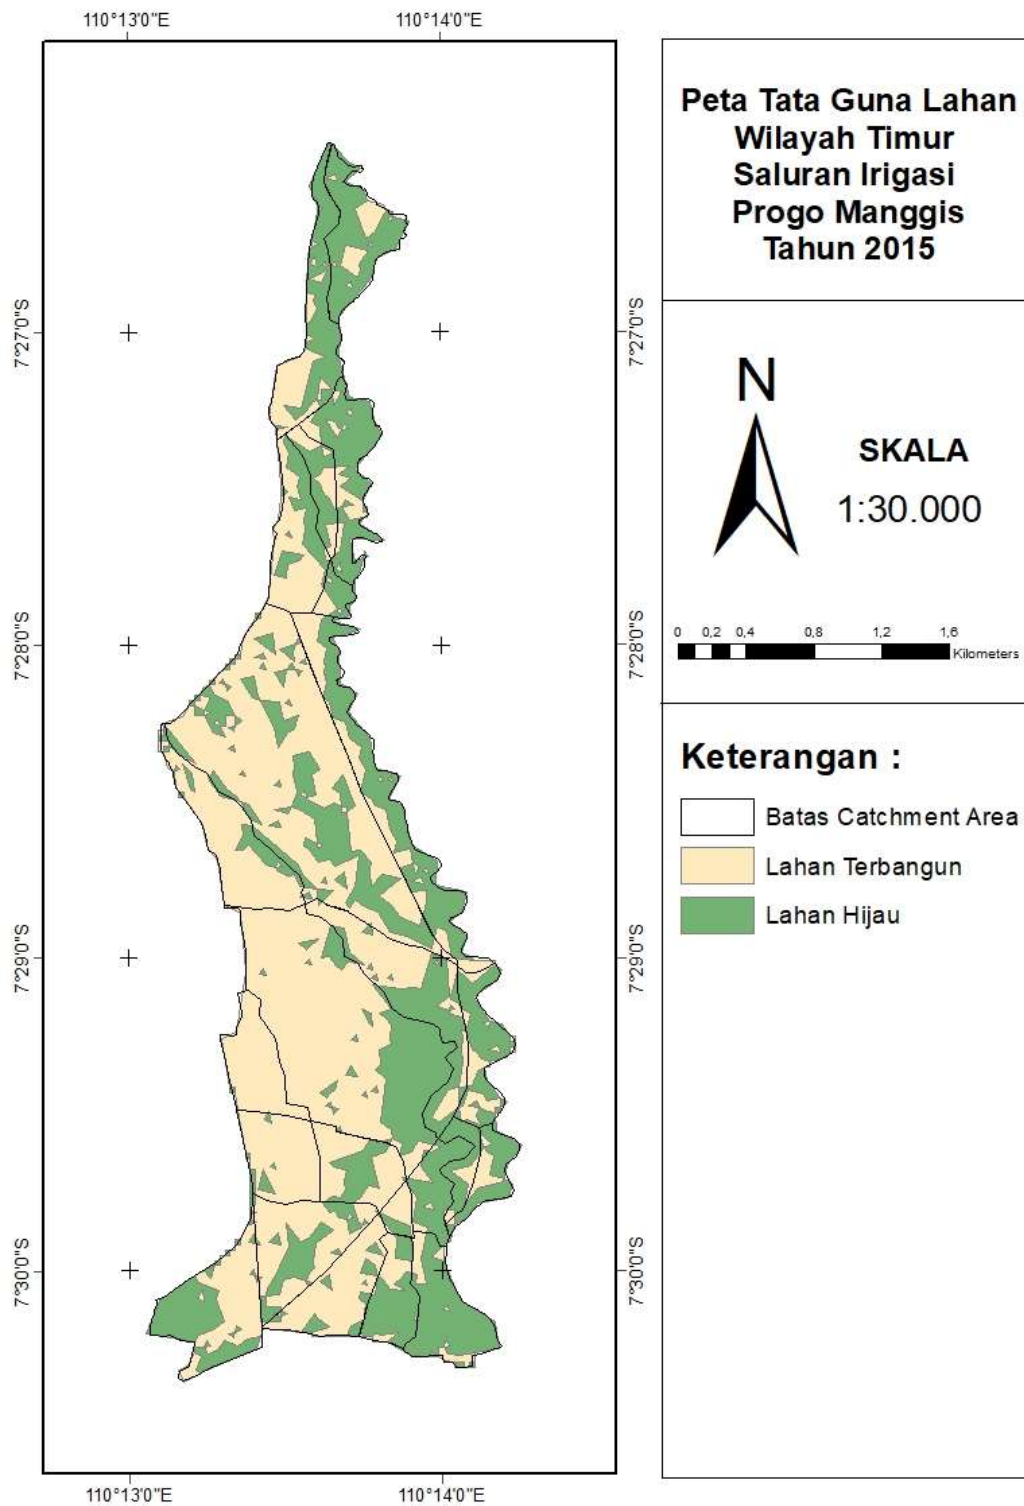 110°13'0"E
110°14'0"E
7°27'0"S
7°27'0"S
7°28'0"S
7°28'0"S
7°29'0"S
7°29'0"S
7°30'0"S
7°30'0"S
110°13'0"E
110°14'0"E
Peta Tata Guna Lahan
Wilayah Timur
Saluran Irigasi
Progo Manggis
Tahun 2015
N
SKALA
1:30.000
0 0,2 0,4 0,8 1,2 1,6
Kilometers
Keterangan :
Batas Catchment Area
Lahan Terbangun
Lahan Hijau